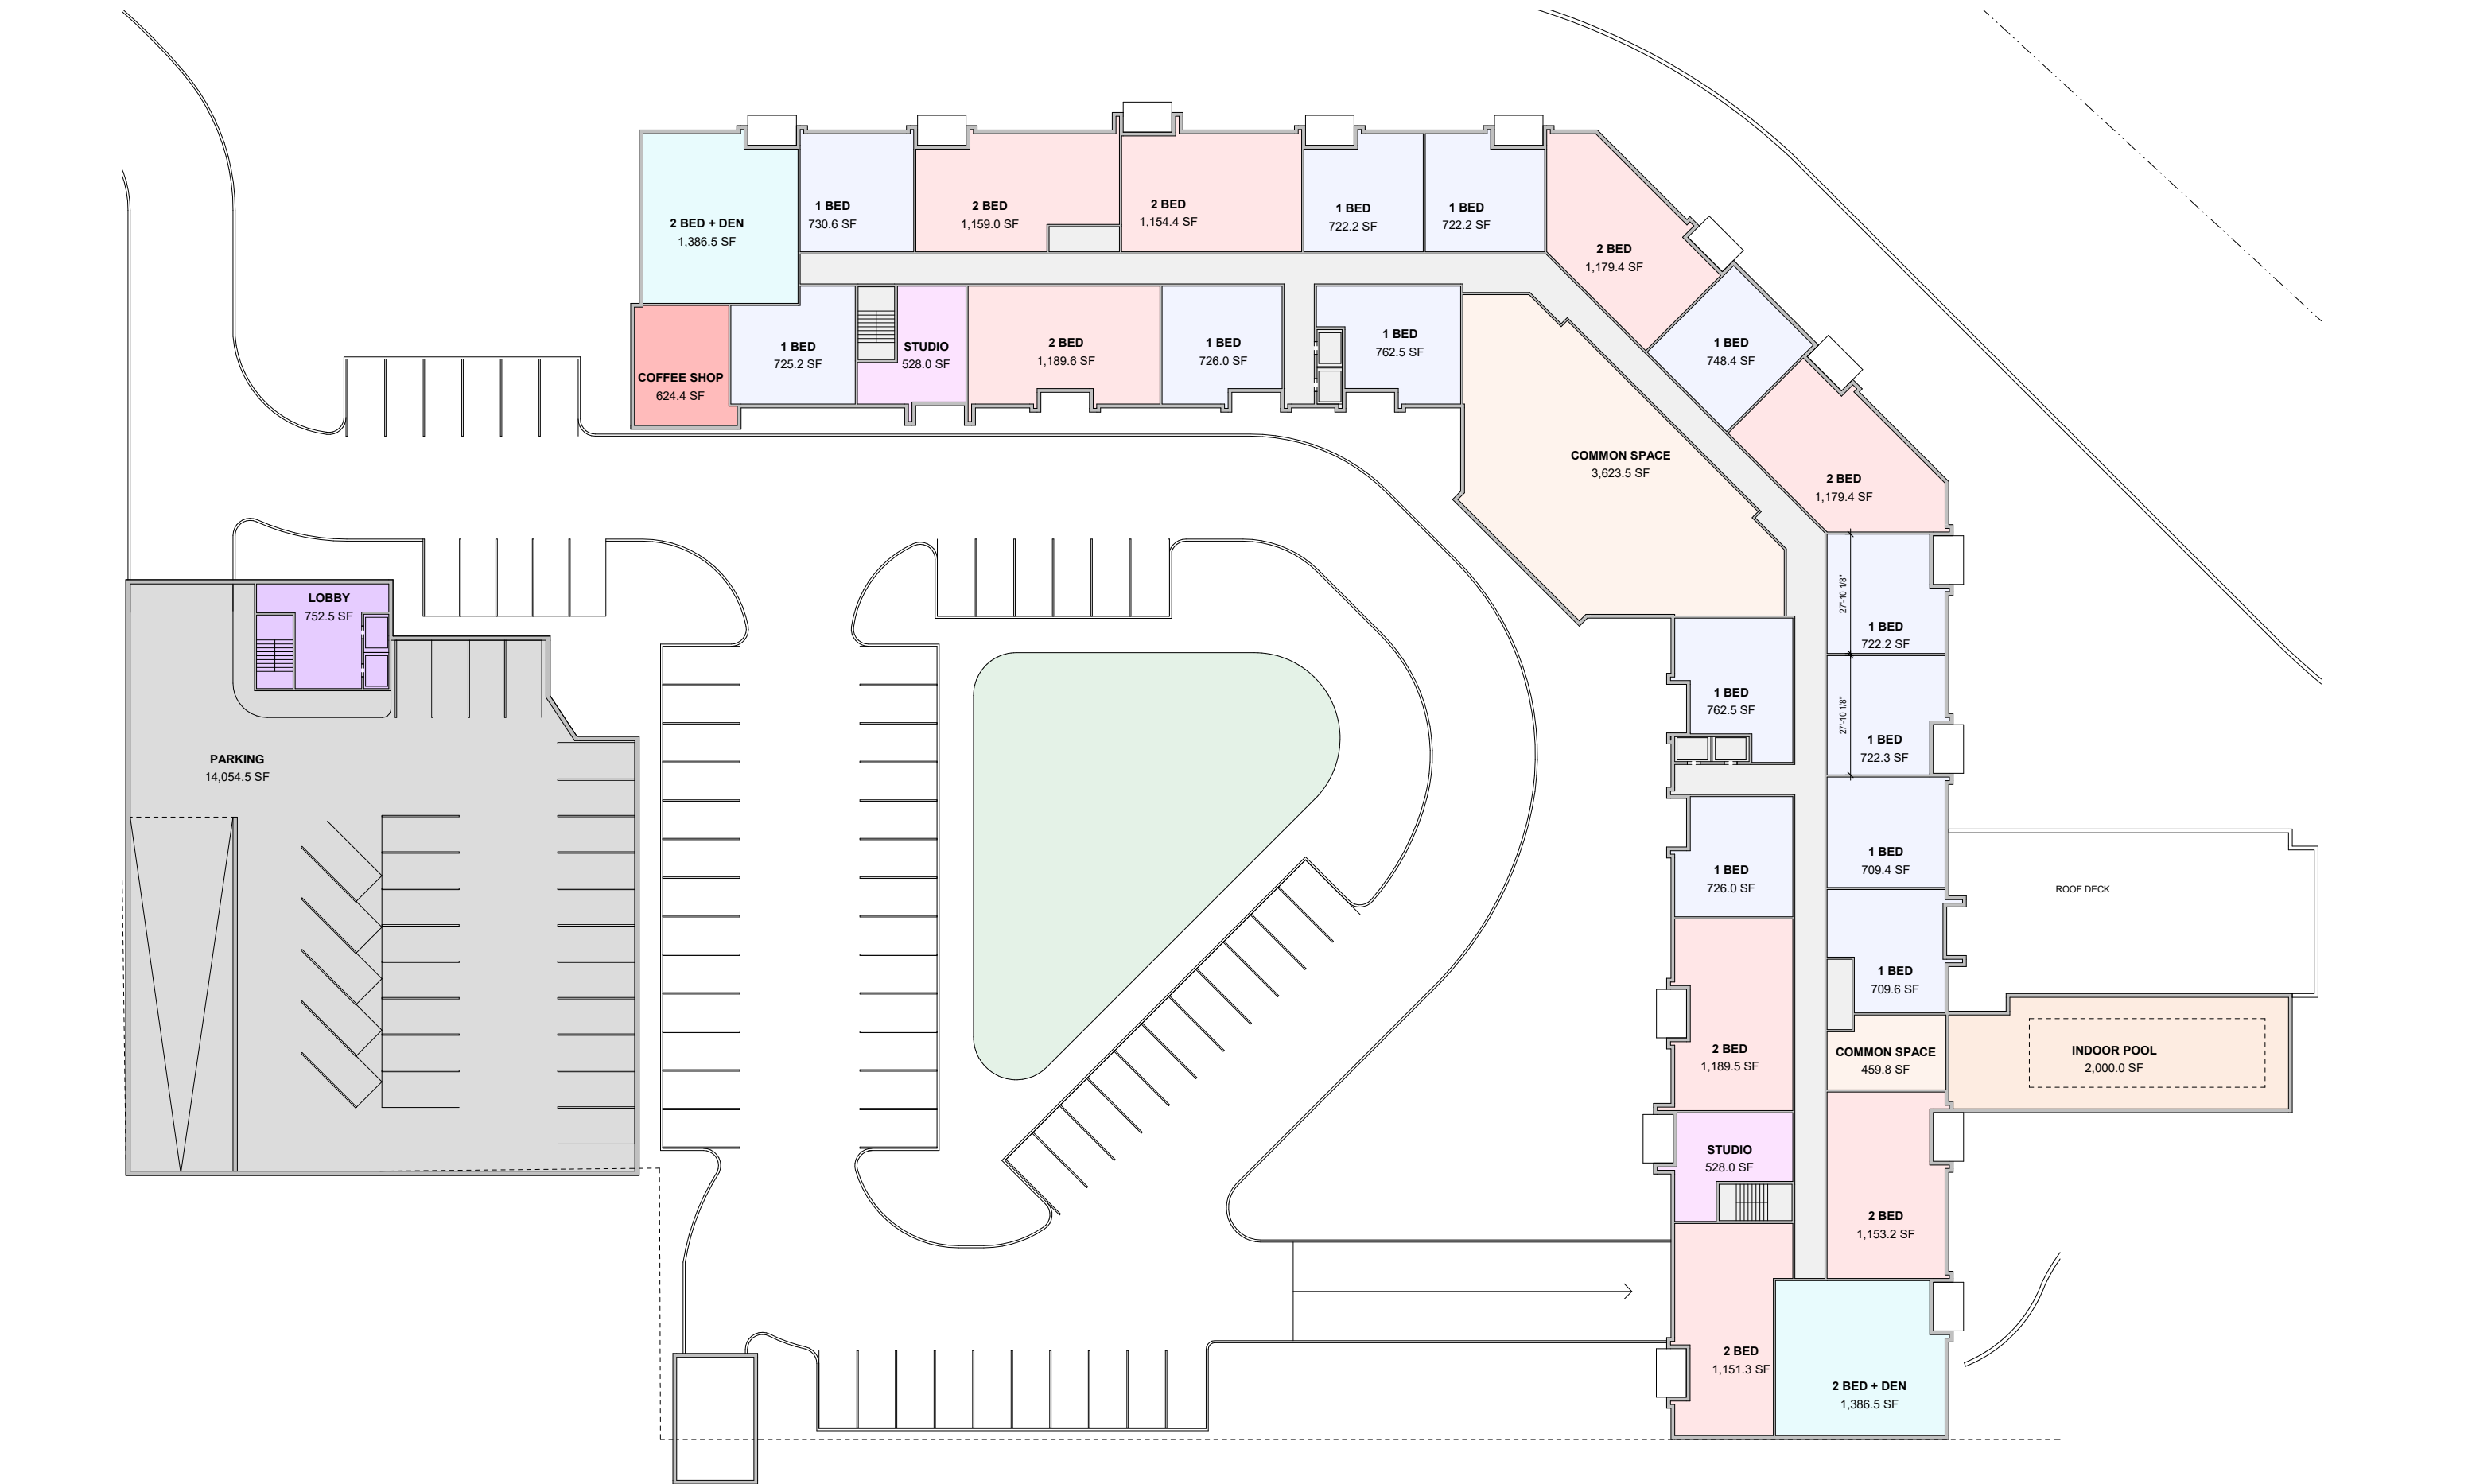 2 BED + DEN
1,386.5 SF
1 BED
730.6 SF
2 BED
1,159.0 SF
2 BED
1,154.4 SF
1 BED
722.2 SF
1 BED
722.2 SF
2 BED
1,179.4 SF
COFFEE SHOP
624.4 SF
1 BED
725.2 SF
STUDIO
528.0 SF
2 BED
1,189.6 SF
1 BED
726.0 SF
1 BED
762.5 SF
1 BED
748.4 SF
COMMON SPACE
3,623.5 SF
2 BED
1,179.4 SF
LOBBY
752.5 SF
27'-10 1/8"
1 BED
722.2 SF
1 BED
762.5 SF
27'-10 1/8"
1 BED
722.3 SF
PARKING
14,054.5 SF
1 BED
726.0 SF
1 BED
709.4 SF
ROOF DECK
1 BED
709.6 SF
2 BED
1,189.5 SF
COMMON SPACE
459.8 SF
INDOOR POOL
2,000.0 SF
STUDIO
528.0 SF
2 BED
1,153.2 SF
2 BED
1,151.3 SF
2 BED + DEN
1,386.5 SF